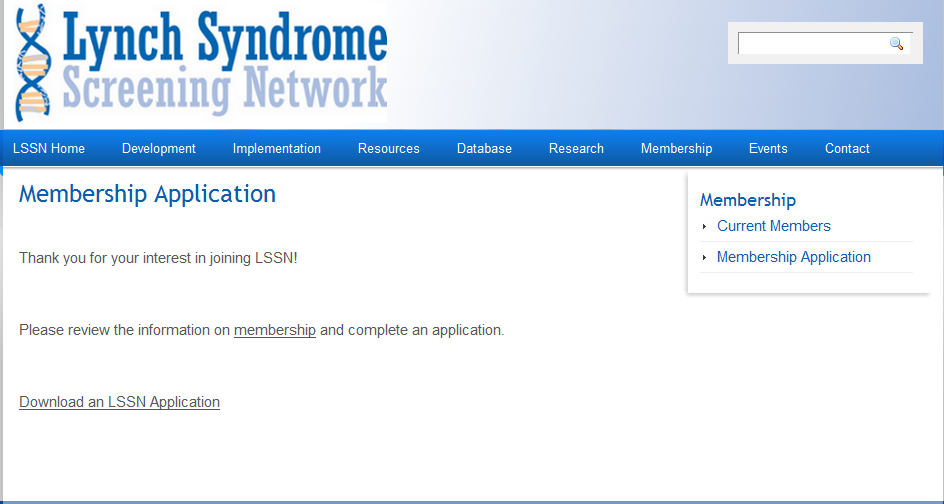 Lynch Syndrome
Screening Network
LSSN Home Development Implementation Resources Database Research Membership Events Contact
Membership Application
Thank you for your interest in joining LSSN!
Please review the information on membership and complete an application.
Download an LSSN Application
Membership
Current Members
Membership Application